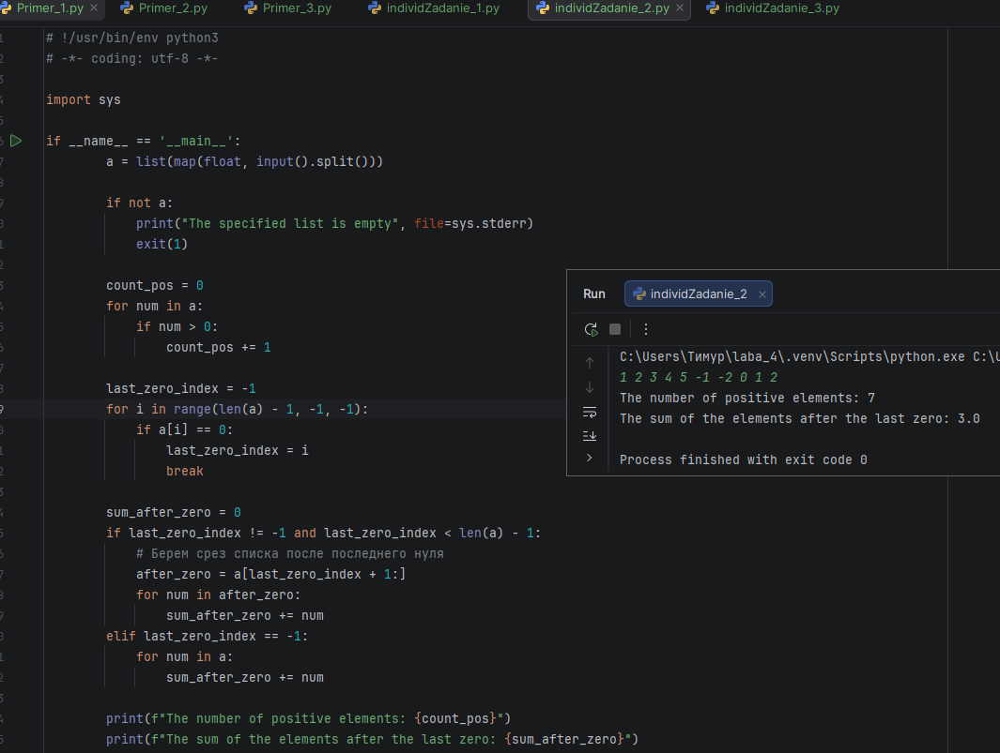 Primer_1.py × Primer_2.py Primer_3.py individZadanie_1.py individZadanie_2.py × individZadanie_3.py
# !/usr/bin/env python3
# -*- coding: utf-8 -*-
import sys
if __name__ == '__main__':
a = list(map(float, input().split()))
if not a:
print("The specified list is empty", file=sys.stderr)
exit(1)
count_pos = 0
for num in a:
if num > 0:
count_pos += 1
last_zero_index = -1
for i in range(len(a) - 1, -1, -1):
if a[i] == 0:
last_zero_index = i
break
sum_after_zero = 0
if last_zero_index != -1 and last_zero_index < len(a) - 1:
# Берем срез списка после последнего нуля
after_zero = a[last_zero_index + 1:]
for num in after_zero:
sum_after_zero += num
elif last_zero_index == -1:
for num in a:
sum_after_zero += num
print(f"The number of positive elements: {count_pos}")
print(f"The sum of the elements after the last zero: {sum_after_zero}")
Run individZadanie_2 ×
C:\Users\Тимур\laba_4\.venv\Scripts\python.exe
1 2 3 4 5 -1 -2 0 1 2
The number of positive elements: 7
The sum of the elements after the last zero: 3.0
Process finished with exit code 0